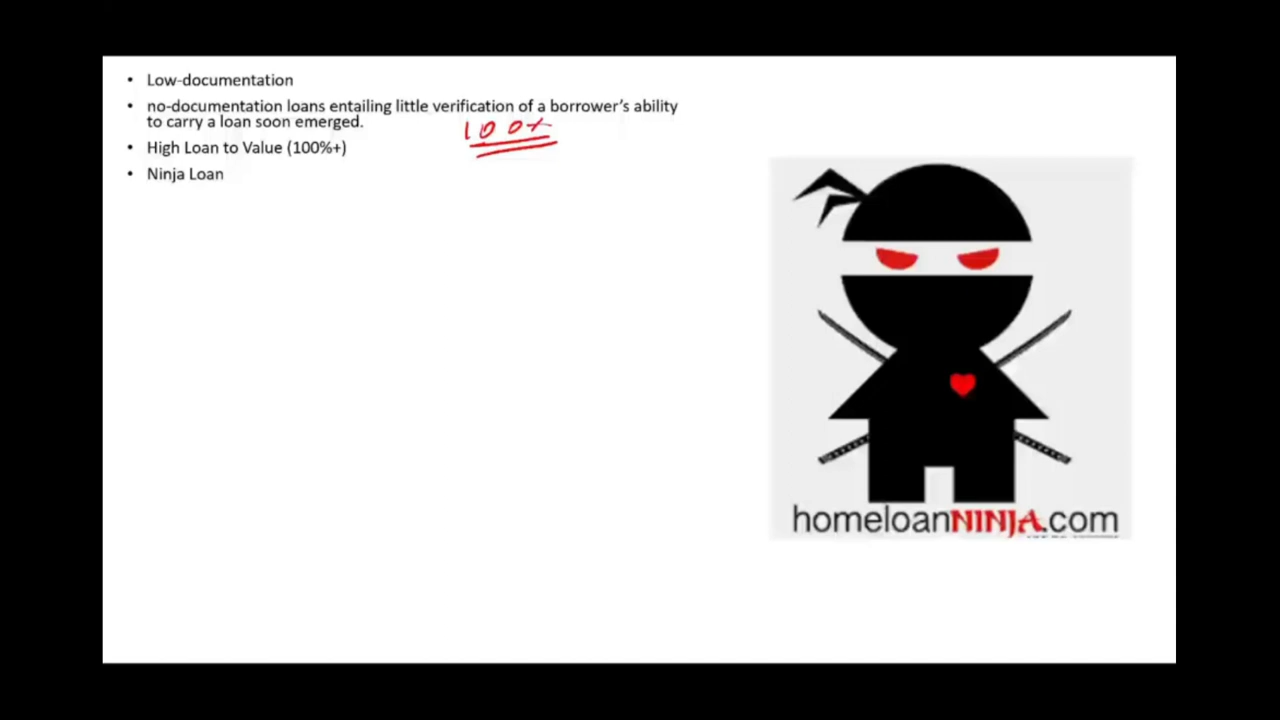 • Low-documentation
• no-documentation loans entailing little verification of a borrower's ability
to carry a loan soon emerged.
100+
• High Loan to Value (100%+)
• Ninja Loan
homeloanNINJA.com